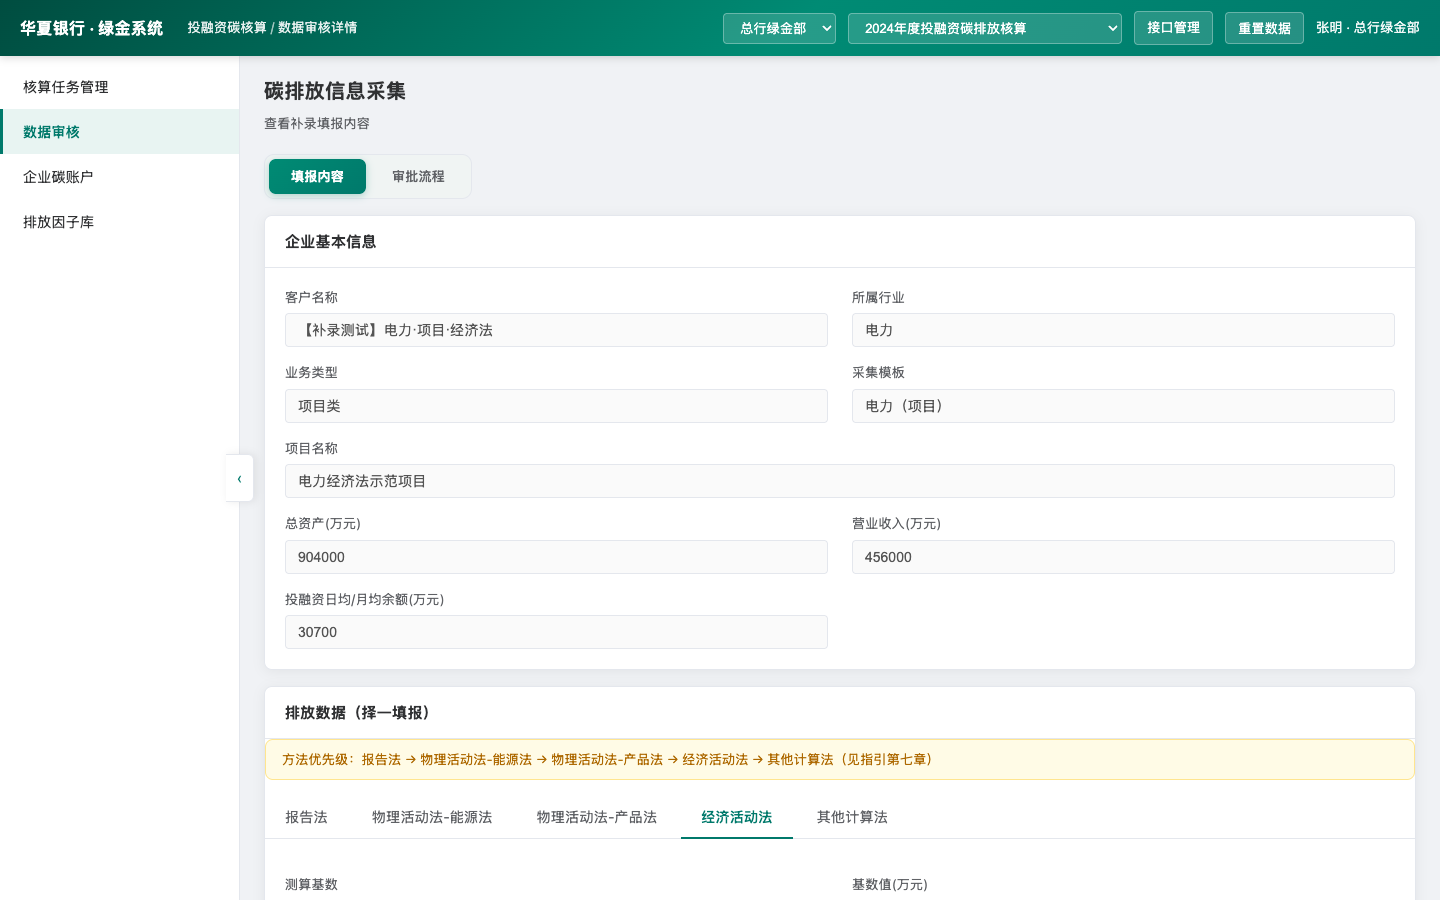 华夏银行 · 绿金系统
投融资碳核算 / 数据审核详情
总行绿金部
2024年度投融资碳排放核算
接口管理
重置数据
张明 · 总行绿金部
核算任务管理
数据审核
企业碳账户
排放因子库
‹
碳排放信息采集
查看补录填报内容
填报内容
审批流程
企业基本信息
客户名称
所属行业
【补录测试】电力·项目·经济法
电力
业务类型
采集模板
项目类
电力（项目）
项目名称
电力经济法示范项目
总资产(万元)
营业收入(万元)
904000
456000
投融资日均/月均余额(万元)
30700
排放数据（择一填报）
方法优先级：报告法 → 物理活动法-能源法 → 物理活动法-产品法 → 经济活动法 → 其他计算法（见指引第七章）
报告法
物理活动法-能源法
物理活动法-产品法
经济活动法
其他计算法
测算基数
基数值(万元)